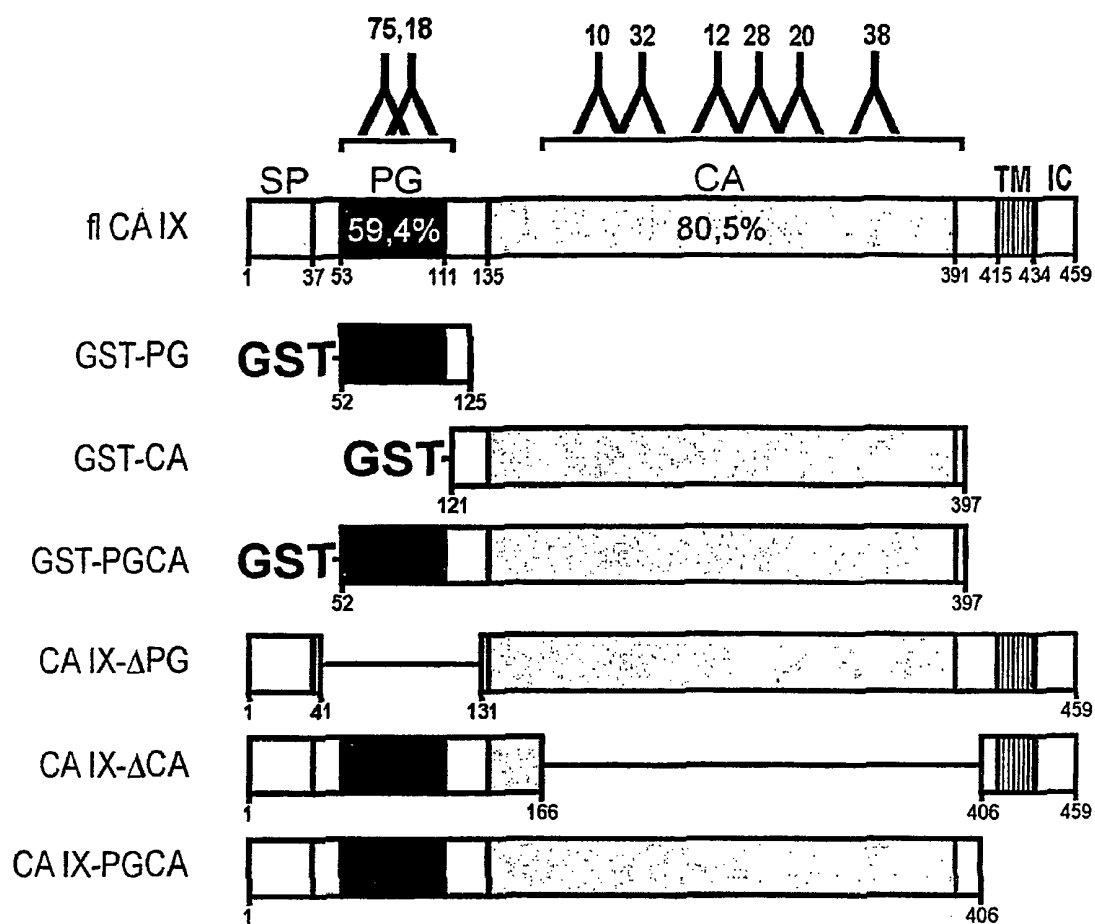 75,18 10 32 12 28 20 38
SP PG CA TM IC
fl CA IX 59,4% 80,5%
1 37 53 111 135 391 415 434 459
GST-PG GST
52 125
GST-CA GST
121 397
GST-PGCA GST
52 397
CA IX-ΔPG
1 41 131 459
CA IX-ΔCA
1 166 406 459
CA IX-PGCA
1 406